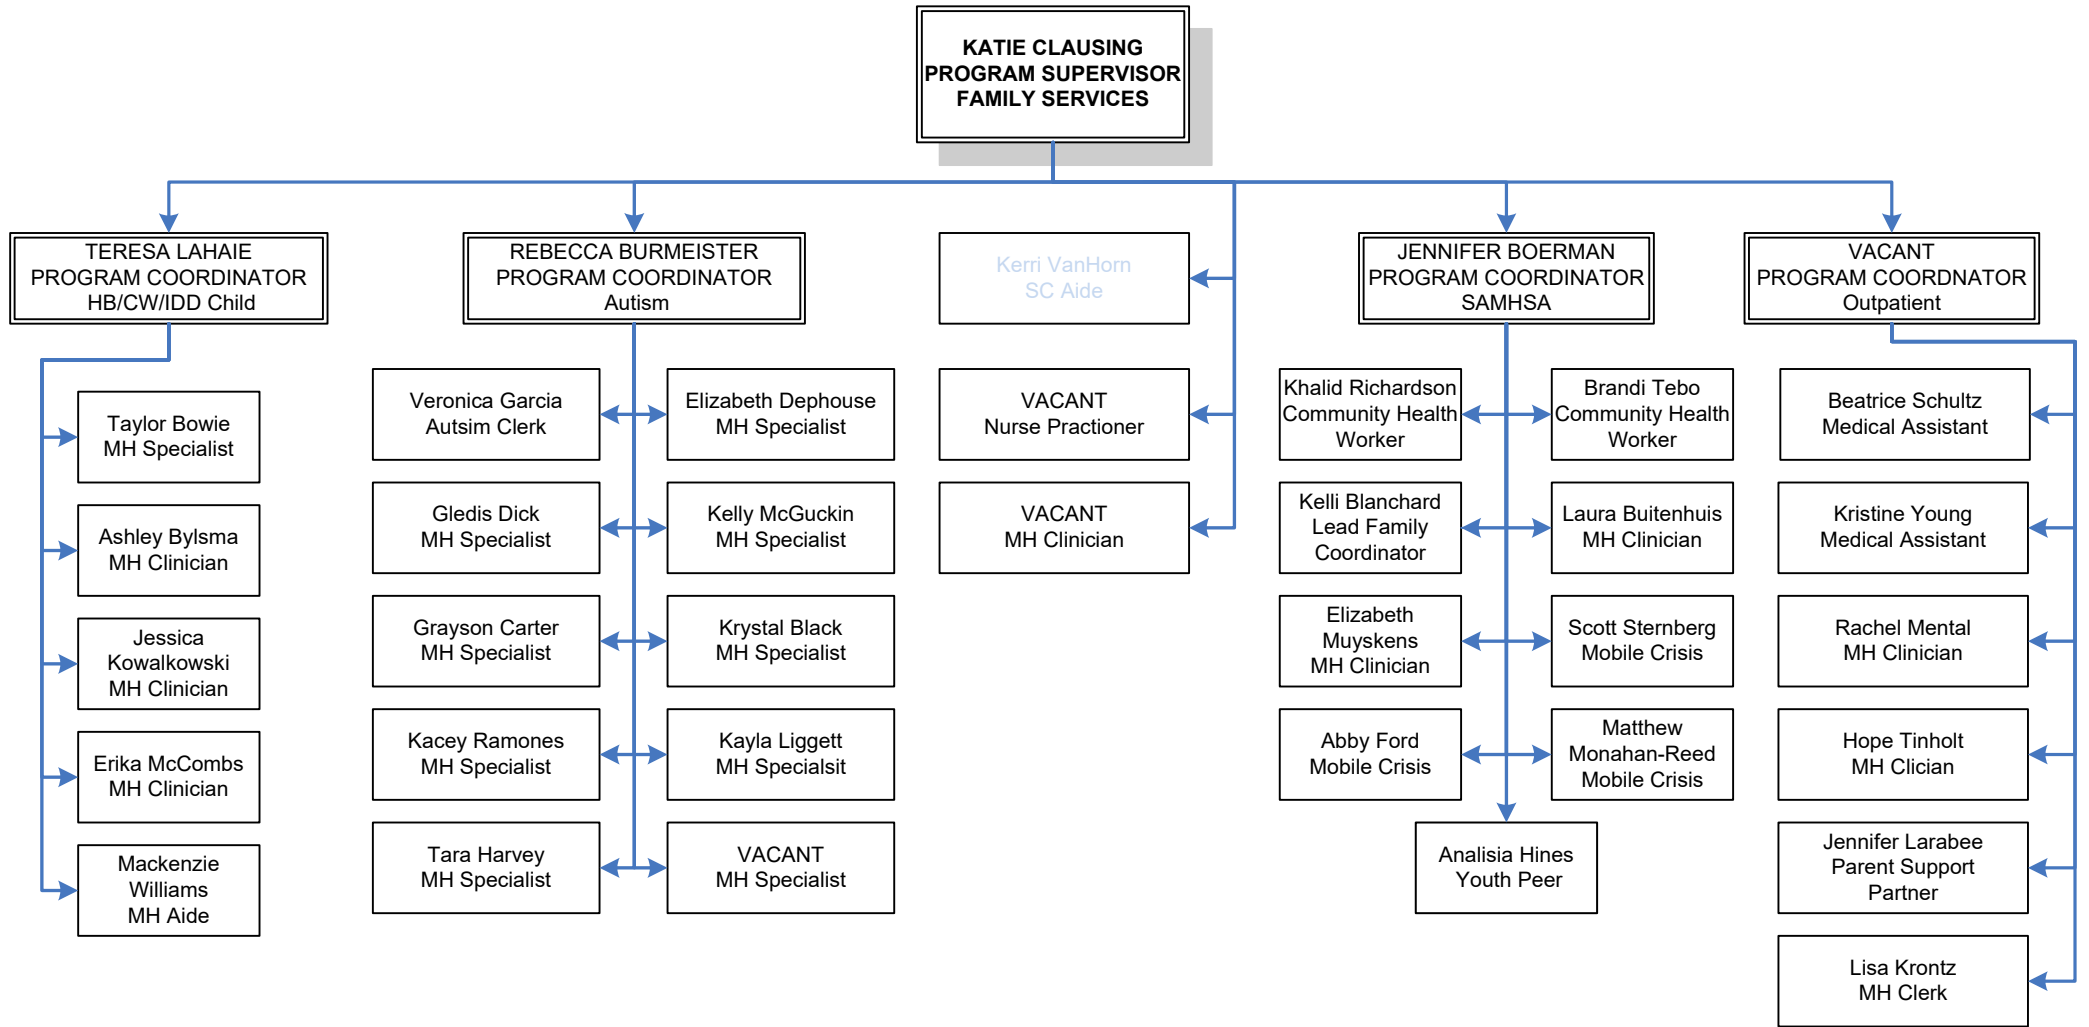 KATIE CLAUSING
PROGRAM SUPERVISOR
FAMILY SERVICES
TERESA LAHAIE
PROGRAM COORDINATOR
HB/CW/IDD Child
Taylor Bowie
MH Specialist
Ashley Bylsma
MH Clinician
Jessica
Kowalkowski
MH Clinician
Erika McCombs
MH Clinician
Mackenzie
Williams
MH Aide
REBECCA BURMEISTER
PROGRAM COORDINATOR
Autism
Veronica Garcia
Autsim Clerk
Elizabeth Dephouse
MH Specialist
Gledis Dick
MH Specialist
Kelly McGuckin
MH Specialist
Grayson Carter
MH Specialist
Krystal Black
MH Specialist
Kacey Ramones
MH Specialist
Kayla Liggett
MH Specialsit
Tara Harvey
MH Specialist
VACANT
MH Specialist
Kerri VanHorn
SC Aide
VACANT
Nurse Practioner
VACANT
MH Clinician
JENNIFER BOERMAN
PROGRAM COORDINATOR
SAMHSA
Khalid Richardson
Community Health
Worker
Brandi Tebo
Community Health
Worker
Kelli Blanchard
Lead Family
Coordinator
Laura Buitenhuis
MH Clinician
Elizabeth
Muyskens
MH Clinician
Scott Sternberg
Mobile Crisis
Abby Ford
Mobile Crisis
Matthew
Monahan-Reed
Mobile Crisis
Analisia Hines
Youth Peer
VACANT
PROGRAM COORDNATOR
Outpatient
Beatrice Schultz
Medical Assistant
Kristine Young
Medical Assistant
Rachel Mental
MH Clinician
Hope Tinholt
MH Clician
Jennifer Larabee
Parent Support
Partner
Lisa Krontz
MH Clerk